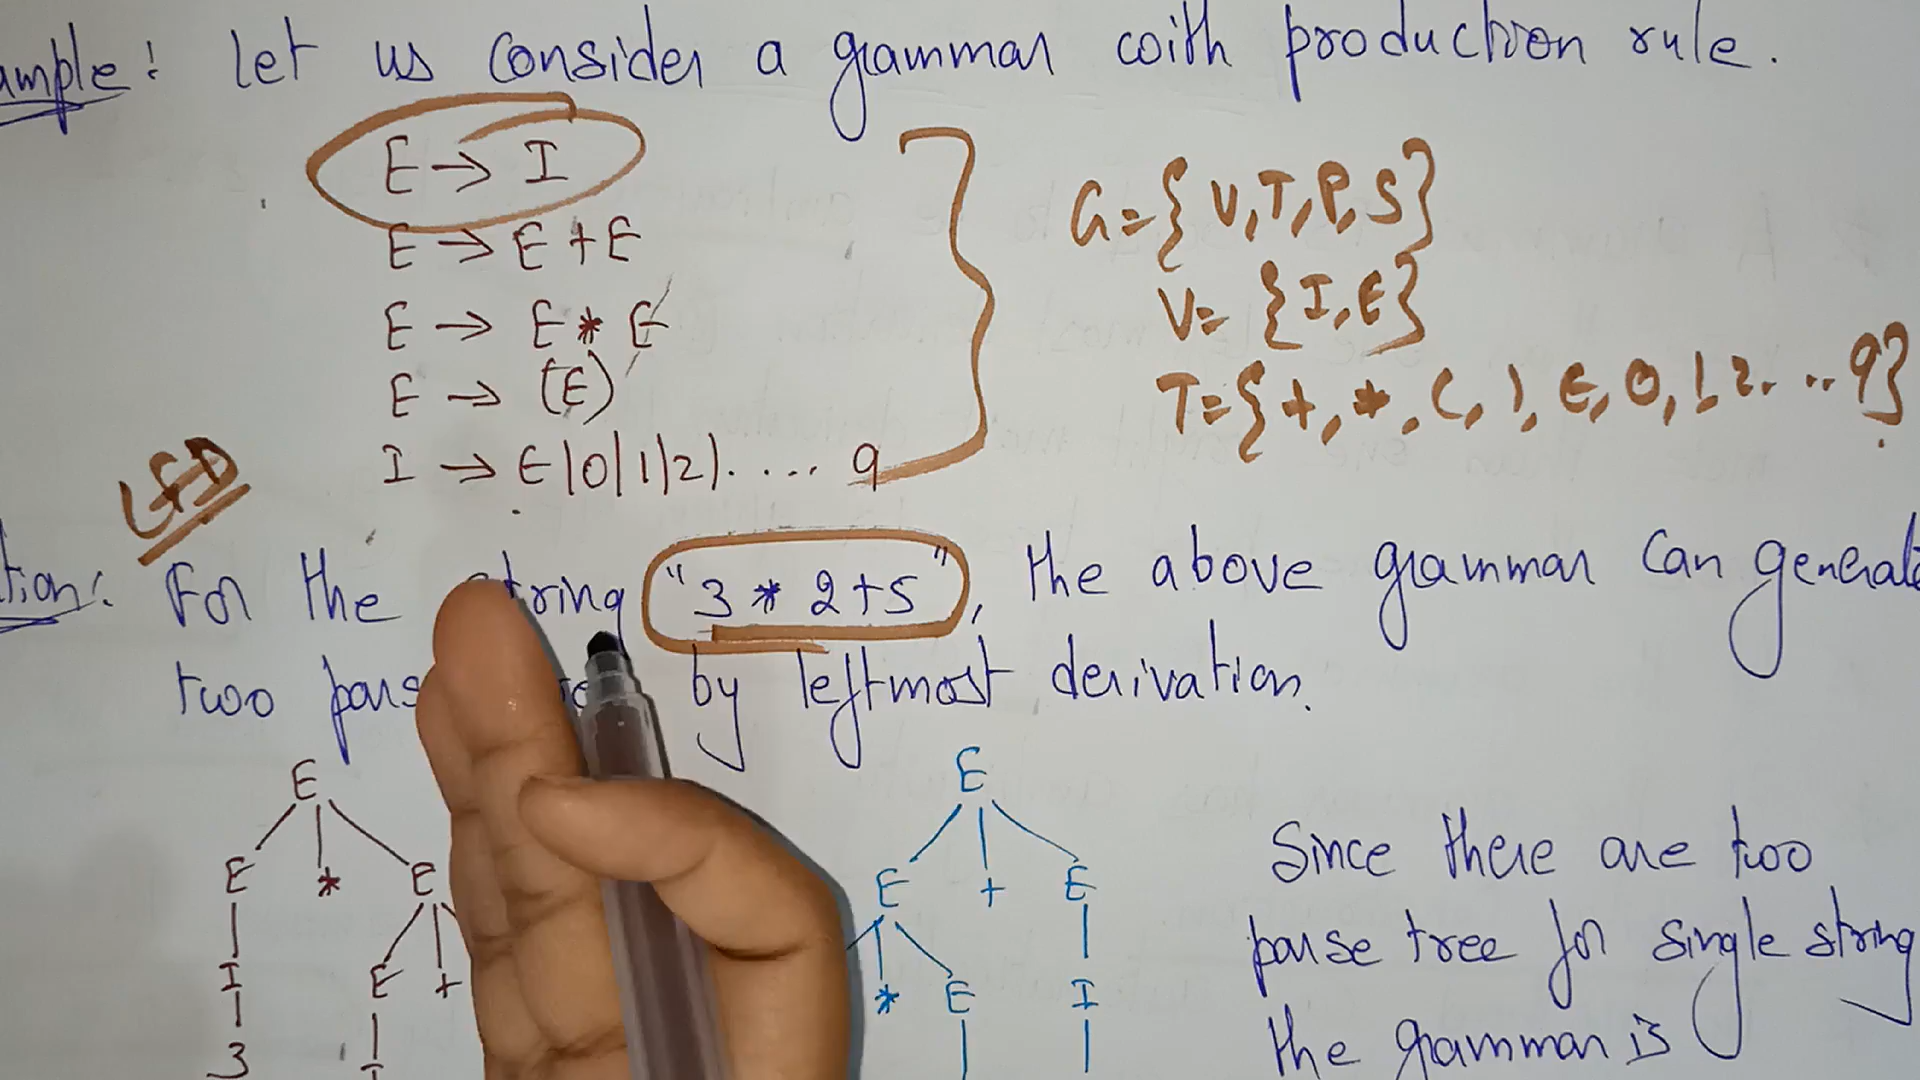 ample: Let us consider a grammar with production rule.
E → I
E → E + E
E → E * E
E → (E)
I → ε|0|1|2|.... 9
G = {V,T,P,S}
V = {I,E}
T = {+, *, (, ), ε, 0, 1 2. .. 9}
LFD
tion: For the string "3 * 2+5", the above grammar can generate
two by leftmost derivation.
E
E * E
I E +
3 I
E
E + E
* E I
Since there are two
parse tree for single string
the grammar is